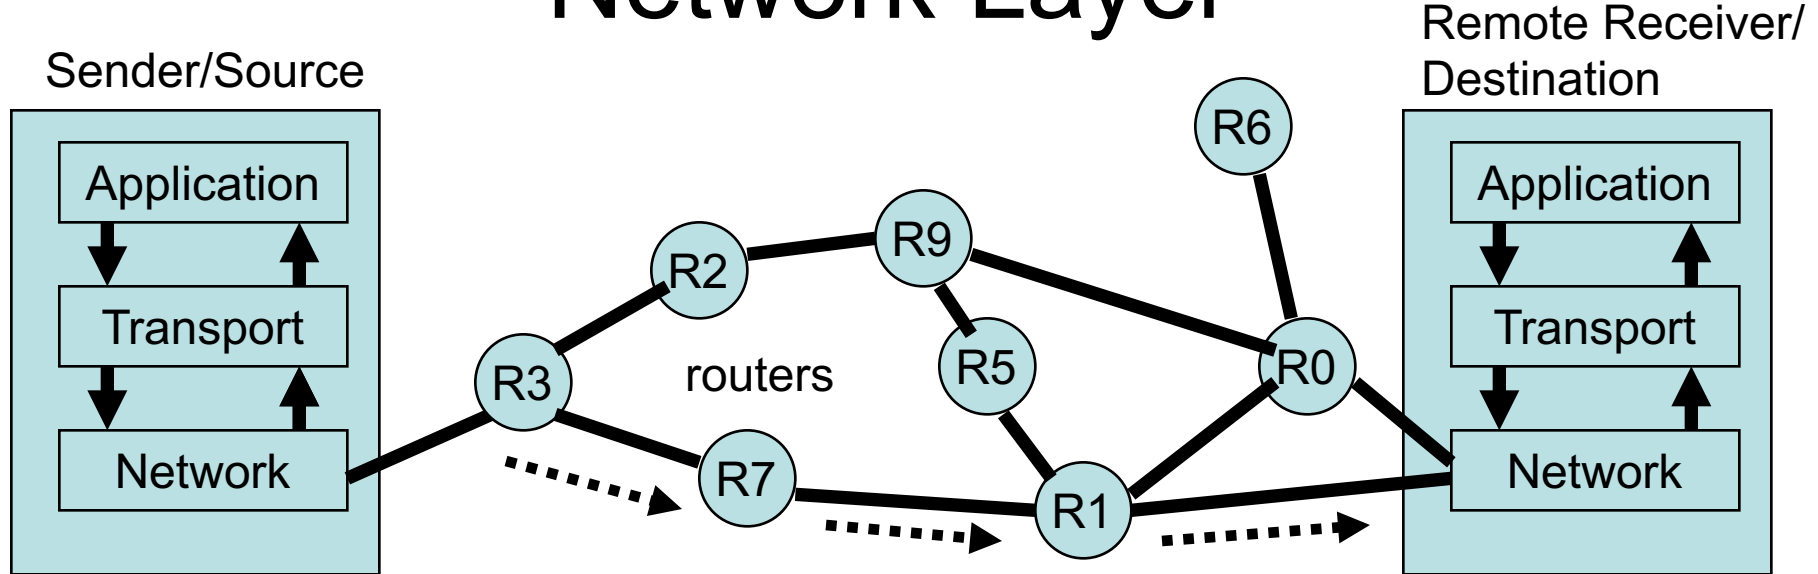 Network Layer
Sender/Source
Remote Receiver/
Destination
Application
Transport
Network
R3
R2
R9
R6
routers
R5
R0
R7
R1
Application
Transport
Network